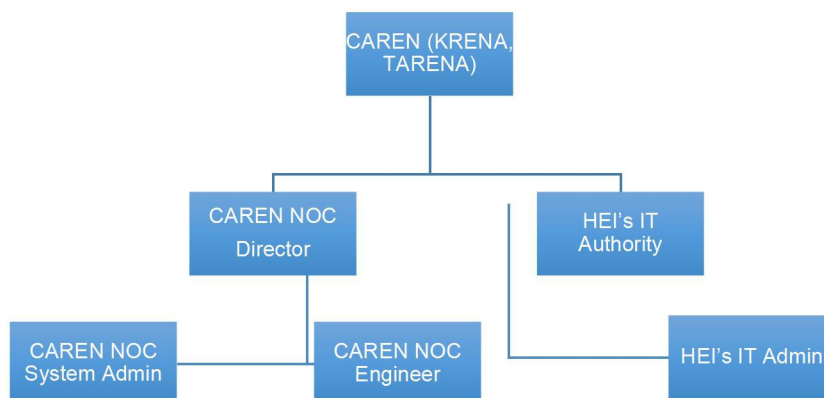 CAREN (KRENA,
TARENA)
CAREN NOC
Director
HEI’s IT
Authority
CAREN NOC
System Admin
CAREN NOC
Engineer
HEI’s IT Admin